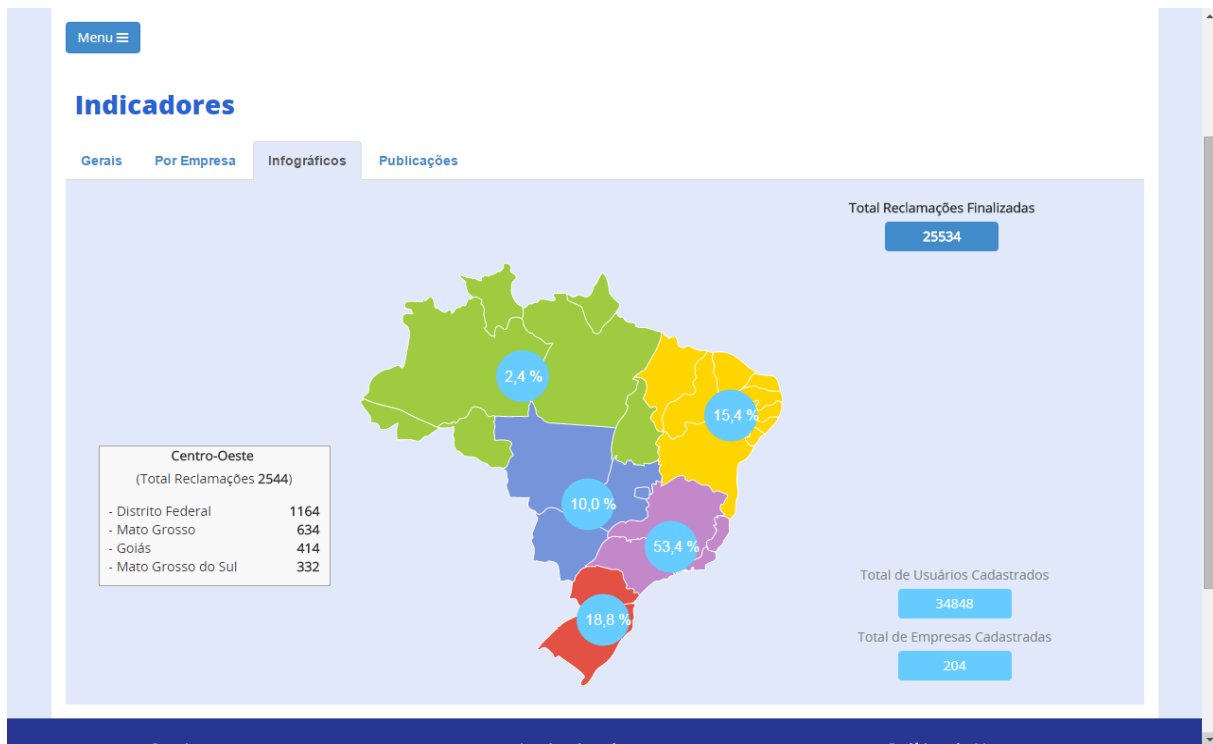 Menu
Indicadores
Gerais Por Empresa Infográficos Publicações
Total Reclamações Finalizadas
25534
2,4 %
15,4 %
Centro-Oeste
(Total Reclamações 2544)
- Distrito Federal 1164
- Mato Grosso 634
- Goiás 414
- Mato Grosso do Sul 332
10,0 %
53,4 %
18,8 %
Total de Usuários Cadastrados
34848
Total de Empresas Cadastradas
204